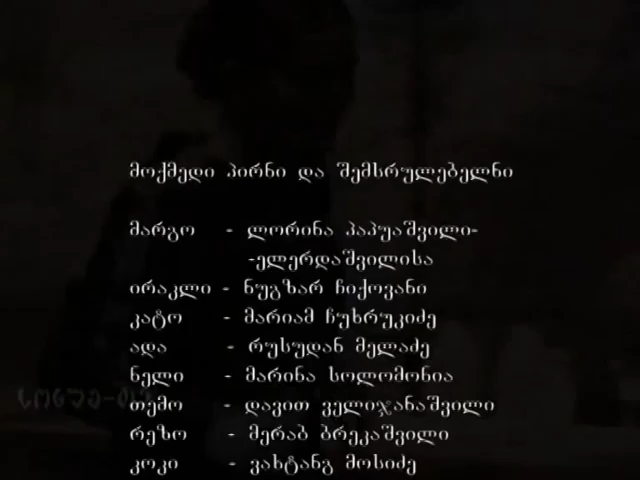 მოქმედი პირნი და შემსრულებელნი
მარგო - ლორინა პაპუაშვილი-
-ელერდაშვილისა
ირაკლი - ნუგზარ ჩიქოვანი
კატო - მარიამ ჩუხრუკიძე
ადა - რუსუდან მელაძე
ნელი - მარინა სოლომონია
თემო - დავით ველიჯანაშვილი
რეზო - მერაბ ბრეკაშვილი
კოკი - ვახტანგ მოსიძე